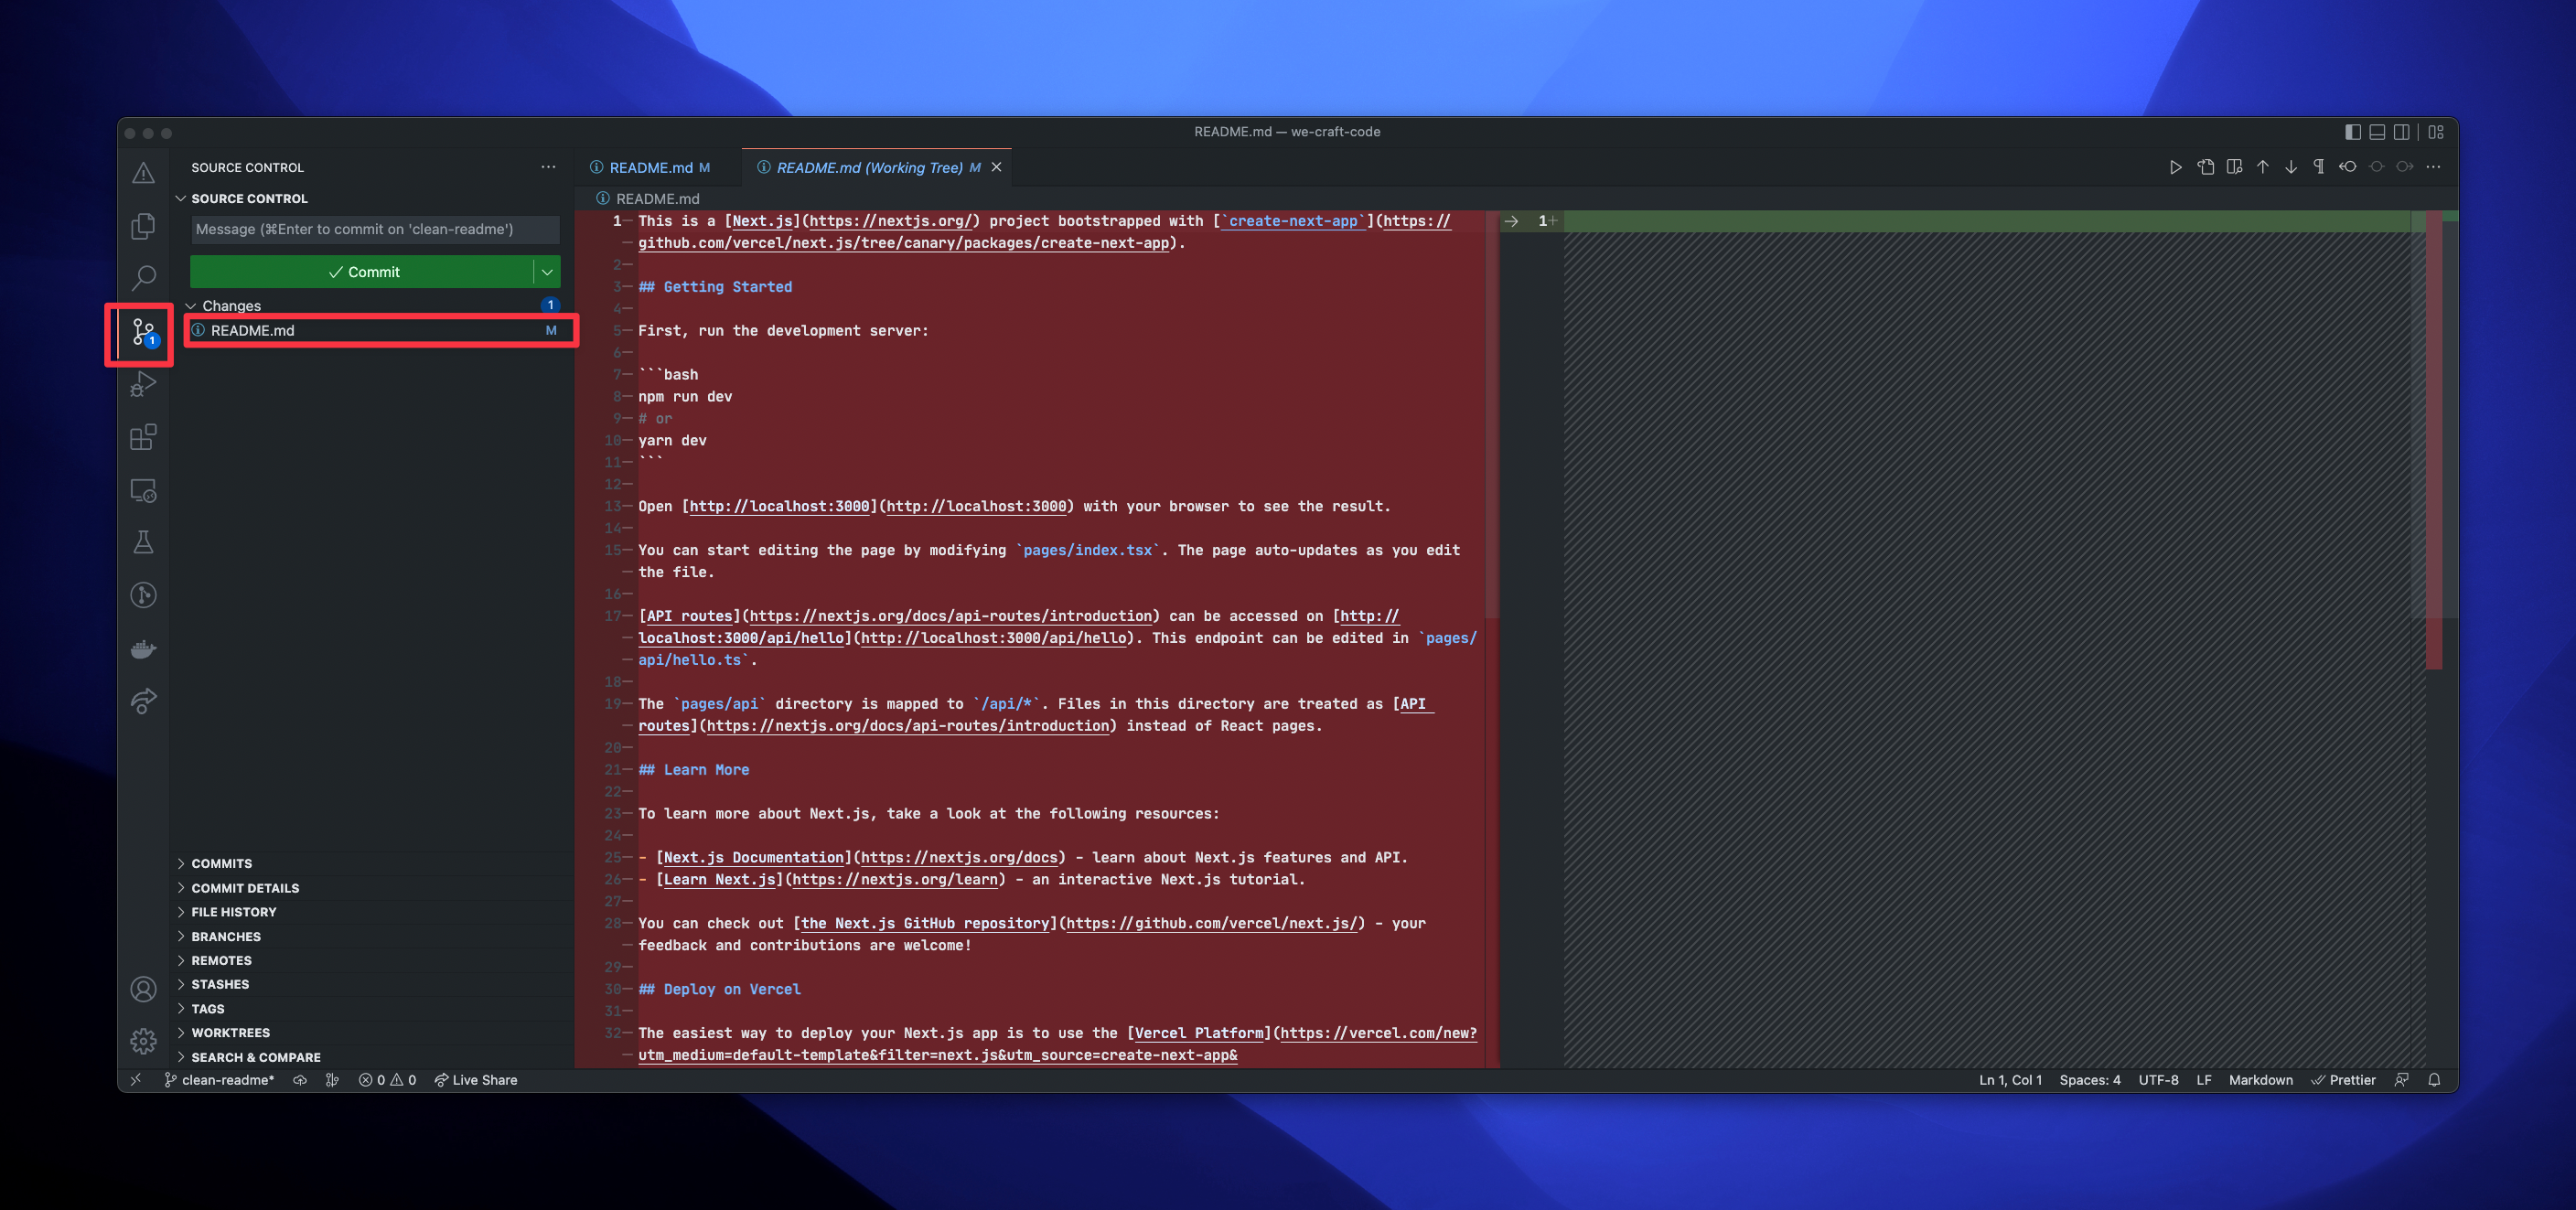 README.md — we-craft-code
SOURCE CONTROL
SOURCE CONTROL
Message (⌘Enter to commit on 'clean-readme')
Commit
Changes 1
README.md M
1
COMMITS
COMMIT DETAILS
FILE HISTORY
BRANCHES
REMOTES
STASHES
TAGS
WORKTREES
SEARCH & COMPARE
README.md M
README.md (Working Tree) M
README.md
1 This is a [Next.js](https://nextjs.org/) project bootstrapped with [`create-next-app`](https://
github.com/vercel/next.js/tree/canary/packages/create-next-app).
2
3 ## Getting Started
4
5 First, run the development server:
6
7 ```bash
8 npm run dev
9 # or
10 yarn dev
11 ```
12
13 Open [http://localhost:3000](http://localhost:3000) with your browser to see the result.
14
15 You can start editing the page by modifying `pages/index.tsx`. The page auto-updates as you edit
the file.
16
17 [API routes](https://nextjs.org/docs/api-routes/introduction) can be accessed on [http://
localhost:3000/api/hello](http://localhost:3000/api/hello). This endpoint can be edited in `pages/
api/hello.ts`.
18
19 The `pages/api` directory is mapped to `/api/*`. Files in this directory are treated as [API
routes](https://nextjs.org/docs/api-routes/introduction) instead of React pages.
20
21 ## Learn More
22
23 To learn more about Next.js, take a look at the following resources:
24
25 - [Next.js Documentation](https://nextjs.org/docs) - learn about Next.js features and API.
26 - [Learn Next.js](https://nextjs.org/learn) - an interactive Next.js tutorial.
27
28 You can check out [the Next.js GitHub repository](https://github.com/vercel/next.js/) - your
feedback and contributions are welcome!
29
30 ## Deploy on Vercel
31
32 The easiest way to deploy your Next.js app is to use the [Vercel Platform](https://vercel.com/new?
utm_medium=default-template&filter=next.js&utm_source=create-next-app&
1+
clean-readme* 0 0 Live Share
Ln 1, Col 1 Spaces: 4 UTF-8 LF Markdown Prettier